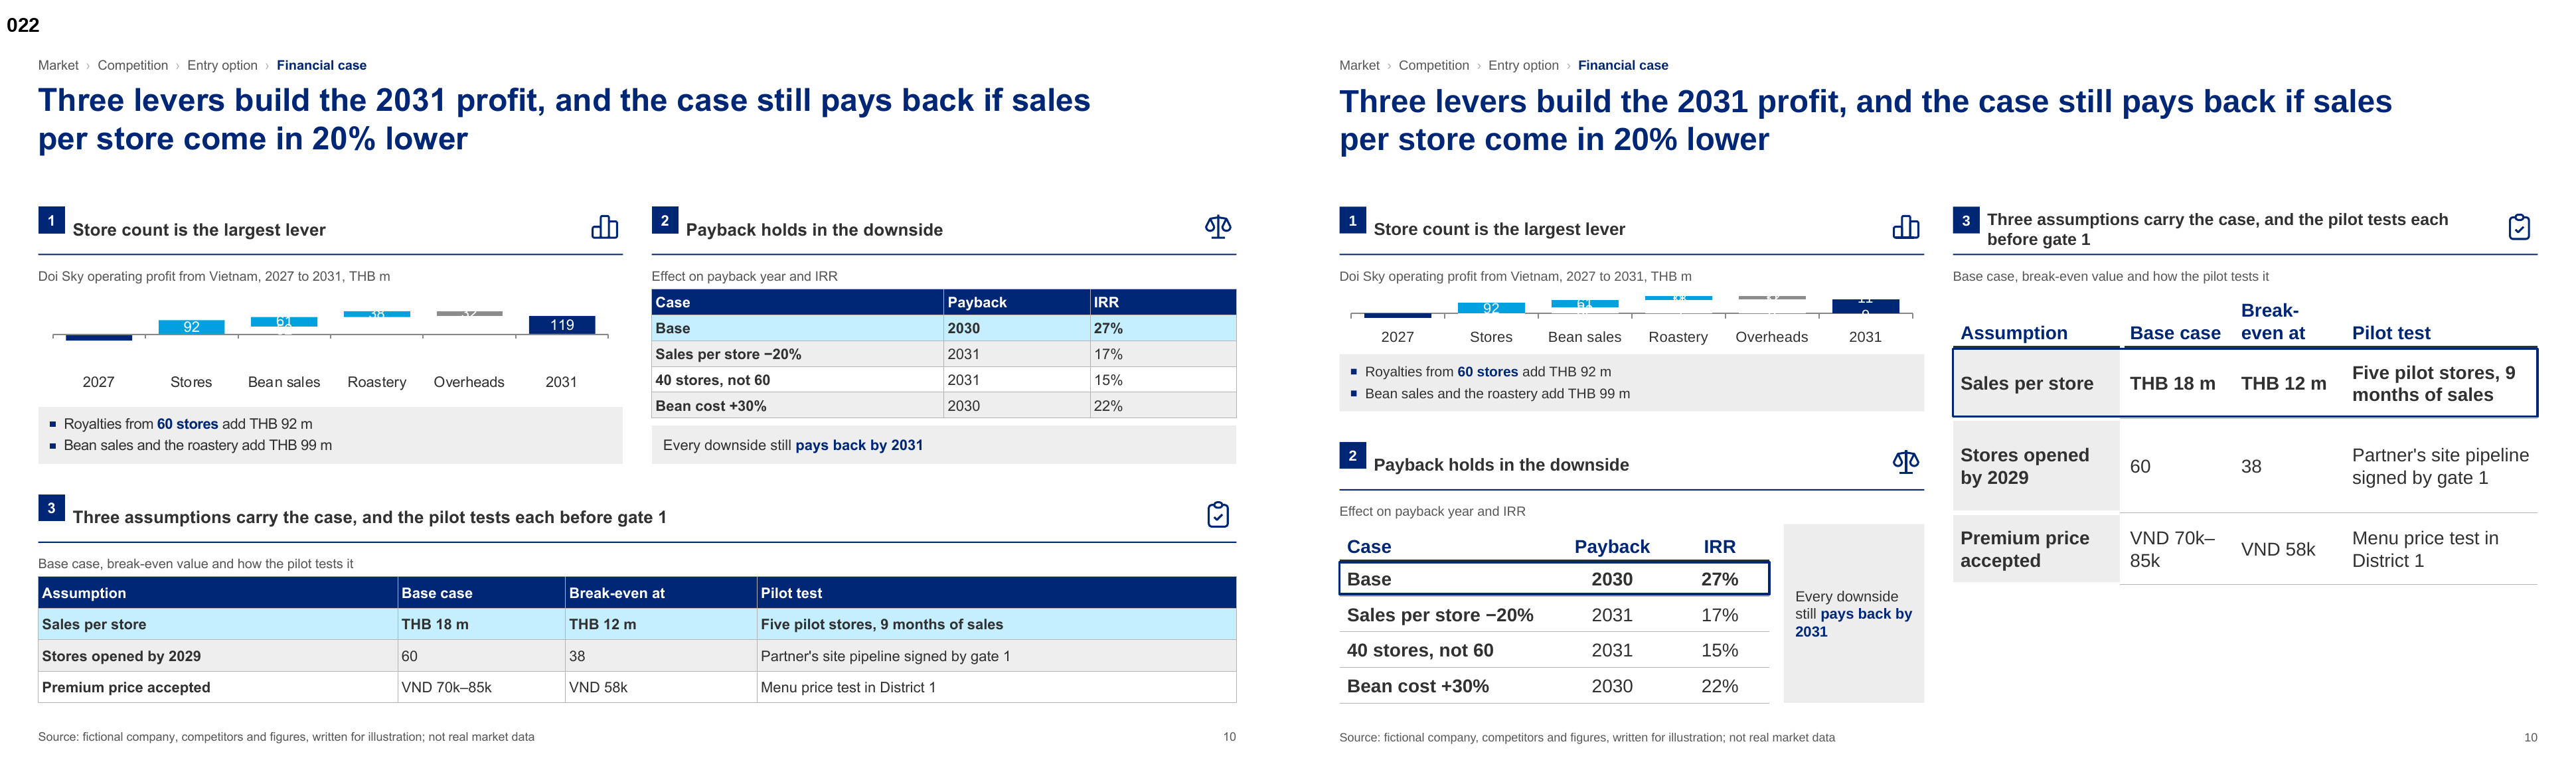 022
Market › Competition › Entry option › Financial case
Three levers build the 2031 profit, and the case still pays back if sales
per store come in 20% lower
1
Store count is the largest lever
Doi Sky operating profit from Vietnam, 2027 to 2031, THB m
92
61
38
32
119
2027 Stores Bean sales Roastery Overheads 2031
Royalties from 60 stores add THB 92 m
Bean sales and the roastery add THB 99 m
2
Payback holds in the downside
Effect on payback year and IRR
Case Payback IRR
Base 2030 27%
Sales per store −20% 2031 17%
40 stores, not 60 2031 15%
Bean cost +30% 2030 22%
Every downside still pays back by 2031
3
Three assumptions carry the case, and the pilot tests each before gate 1
Base case, break-even value and how the pilot tests it
Assumption Base case Break-even at Pilot test
Sales per store THB 18 m THB 12 m Five pilot stores, 9 months of sales
Stores opened by 2029 60 38 Partner's site pipeline signed by gate 1
Premium price accepted VND 70k–85k VND 58k Menu price test in District 1
Source: fictional company, competitors and figures, written for illustration; not real market data
10
Market › Competition › Entry option › Financial case
Three levers build the 2031 profit, and the case still pays back if sales
per store come in 20% lower
1
Store count is the largest lever
Doi Sky operating profit from Vietnam, 2027 to 2031, THB m
92
61
11
9
2027 Stores Bean sales Roastery Overheads 2031
Royalties from 60 stores add THB 92 m
Bean sales and the roastery add THB 99 m
2
Payback holds in the downside
Effect on payback year and IRR
Case Payback IRR
Base 2030 27%
Sales per store −20% 2031 17%
40 stores, not 60 2031 15%
Bean cost +30% 2030 22%
Every downside
still pays back by
2031
3
Three assumptions carry the case, and the pilot tests each
before gate 1
Base case, break-even value and how the pilot tests it
Break-
Assumption Base case even at Pilot test
Sales per store THB 18 m THB 12 m Five pilot stores, 9
months of sales
Stores opened
by 2029
60 38
Partner's site pipeline
signed by gate 1
Premium price
accepted
VND 70k–
85k
VND 58k
Menu price test in
District 1
Source: fictional company, competitors and figures, written for illustration; not real market data
10